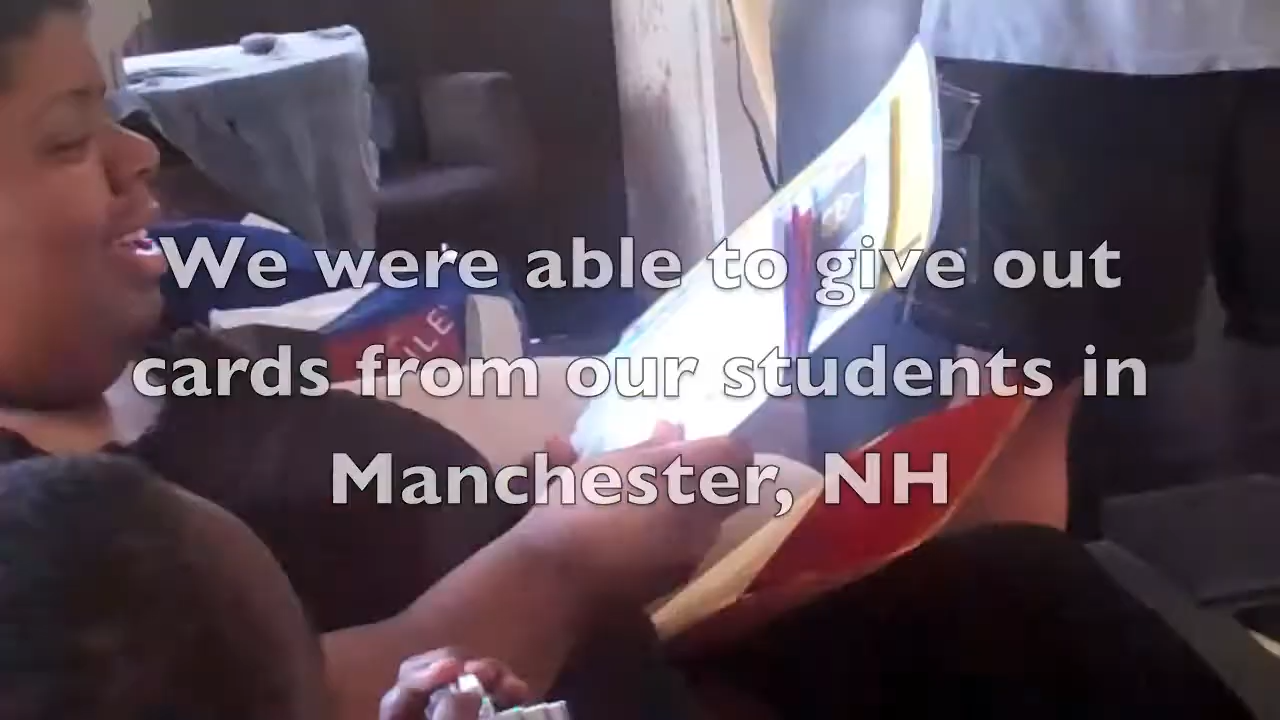 We were able to give out
cards from our students in
Manchester, NH